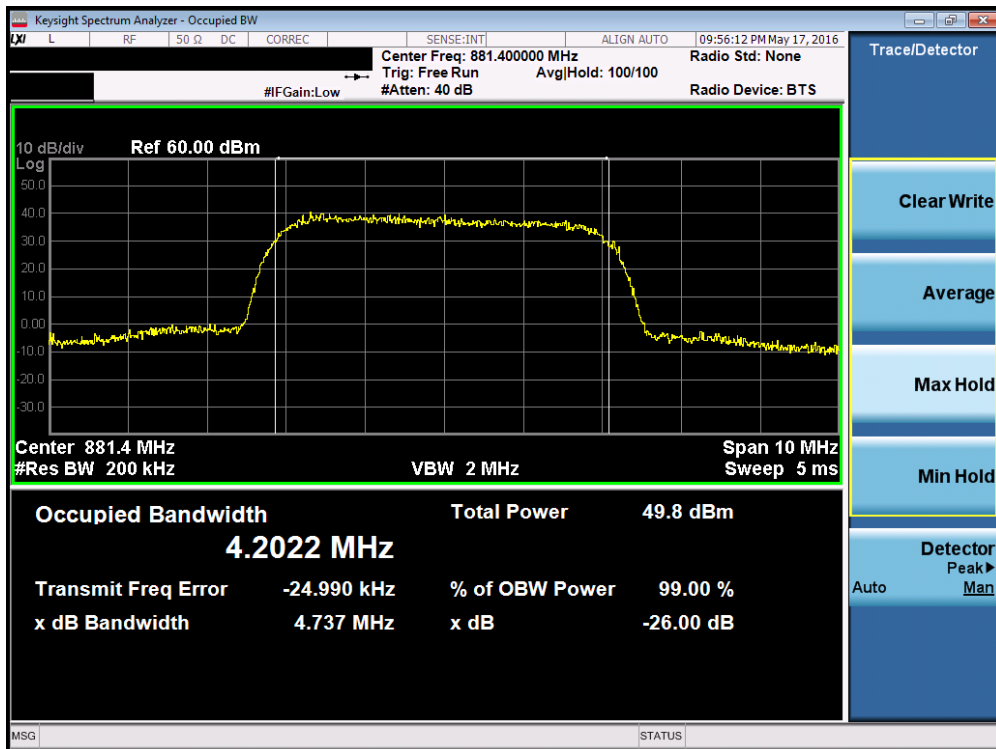 Keysight Spectrum Analyzer - Occupied BW
LXI L RF 50 Ω DC CORREC SENSE:INT ALIGN AUTO 09:56:12 PM May 17, 2016
Center Freq: 881.400000 MHz Radio Std: None
Trig: Free Run Avg|Hold: 100/100
#IFGain:Low #Atten: 40 dB Radio Device: BTS
10 dB/div Ref 60.00 dBm
Log
50.0
40.0
30.0
20.0
10.0
0.00
-10.0
-20.0
-30.0
Center 881.4 MHz Span 10 MHz
#Res BW 200 kHz VBW 2 MHz Sweep 5 ms
Occupied Bandwidth Total Power 49.8 dBm
4.2022 MHz
Transmit Freq Error -24.990 kHz % of OBW Power 99.00 %
x dB Bandwidth 4.737 MHz x dB -26.00 dB
MSG STATUS
Trace/Detector
Clear Write
Average
Max Hold
Min Hold
Detector
Peak▶
Auto Man